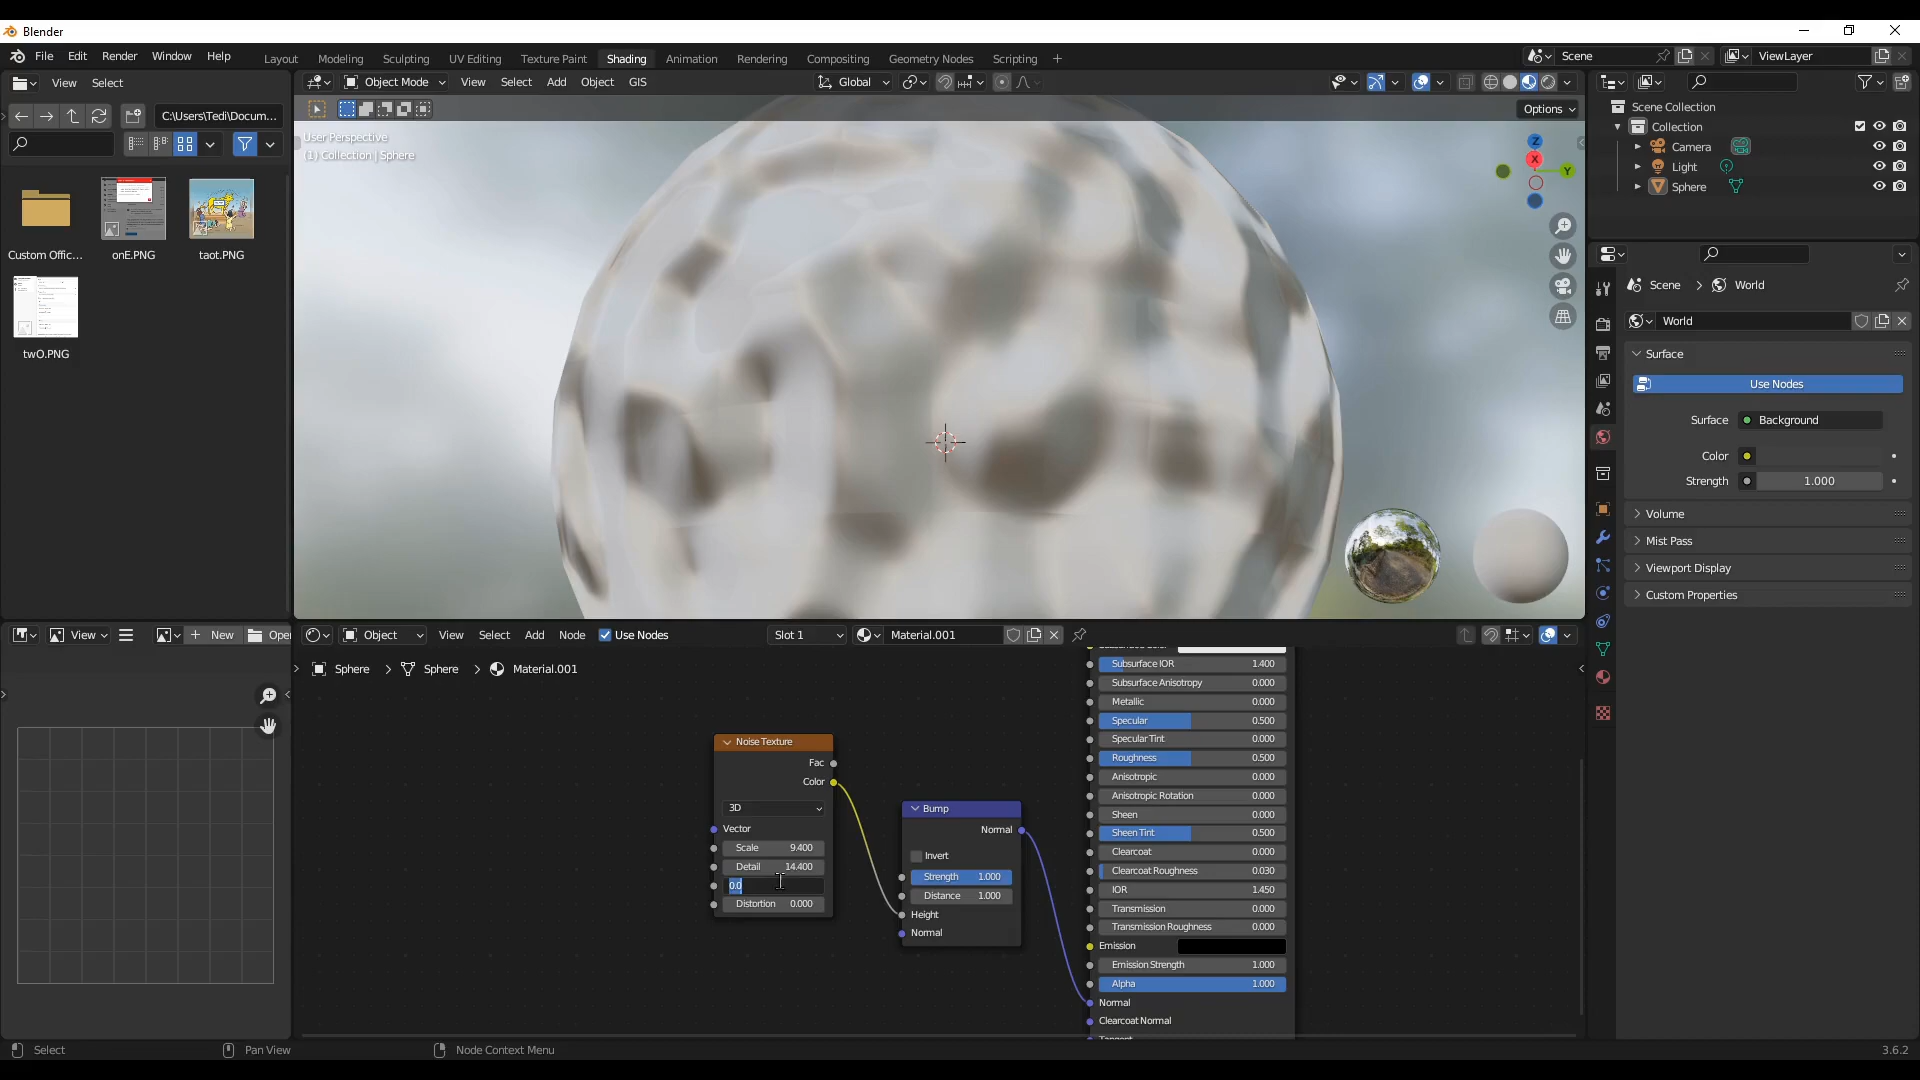 Blender
File Edit Render Window Help
Layout Modeling Sculpting UV Editing Texture Paint Shading Animation Rendering Compositing Geometry Nodes Scripting +
Scene
ViewLayer
View Select
Object Mode View Select Add Object GIS
Global
C:\Users\Tedi\Docum...
Options
User Perspective
(1) Collection | Sphere
Z
X
Y
Custom Offic...
onE.PNG
taot.PNG
twO.PNG
Scene Collection
Collection
Camera
Light
Sphere
Scene > World
World
Surface
Use Nodes
Surface Background
Color
Strength 1.000
Volume
Mist Pass
Viewport Display
Custom Properties
View
+ New
Open
Object View Select Add Node Use Nodes
Slot 1
Material.001
Sphere > Sphere > Material.001
Noise Texture
Fac
Color
3D
Vector
Scale 9.400
Detail 14.400
0.0
Distortion 0.000
Bump
Normal
Invert
Strength 1.000
Distance 1.000
Height
Normal
Subsurface IOR 1.400
Subsurface Anisotropy 0.000
Metallic 0.000
Specular 0.500
Specular Tint 0.000
Roughness 0.500
Anisotropic 0.000
Anisotropic Rotation 0.000
Sheen 0.000
Sheen Tint 0.500
Clearcoat 0.000
Clearcoat Roughness 0.030
IOR 1.450
Transmission 0.000
Transmission Roughness 0.000
Emission
Emission Strength 1.000
Alpha 1.000
Normal
Clearcoat Normal
Select
Pan View
Node Context Menu
3.6.2